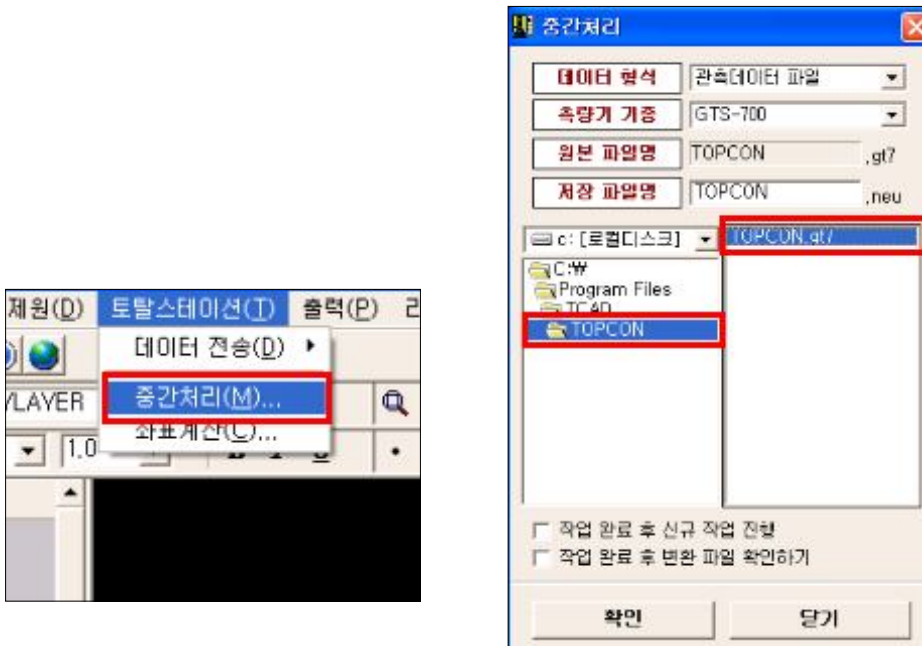 제원(D) 토탈스테이션(T) 출력(P)
데이터 전송(D)
/LAYER
중간처리(M)...
좌표계산(C)...
1.0
중간처리
데이터 형식 관측데이터 파일
측량기 기종 GTS-700
원본 파일명 TOPCON .gt7
저장 파일명 TOPCON .neu
c: [로컬디스크] TOPCON.gt7
C:₩
Program Files
TCAD
TOPCON
작업 완료 후 신규 작업 진행
작업 완료 후 변환 파일 확인하기
확인 닫기